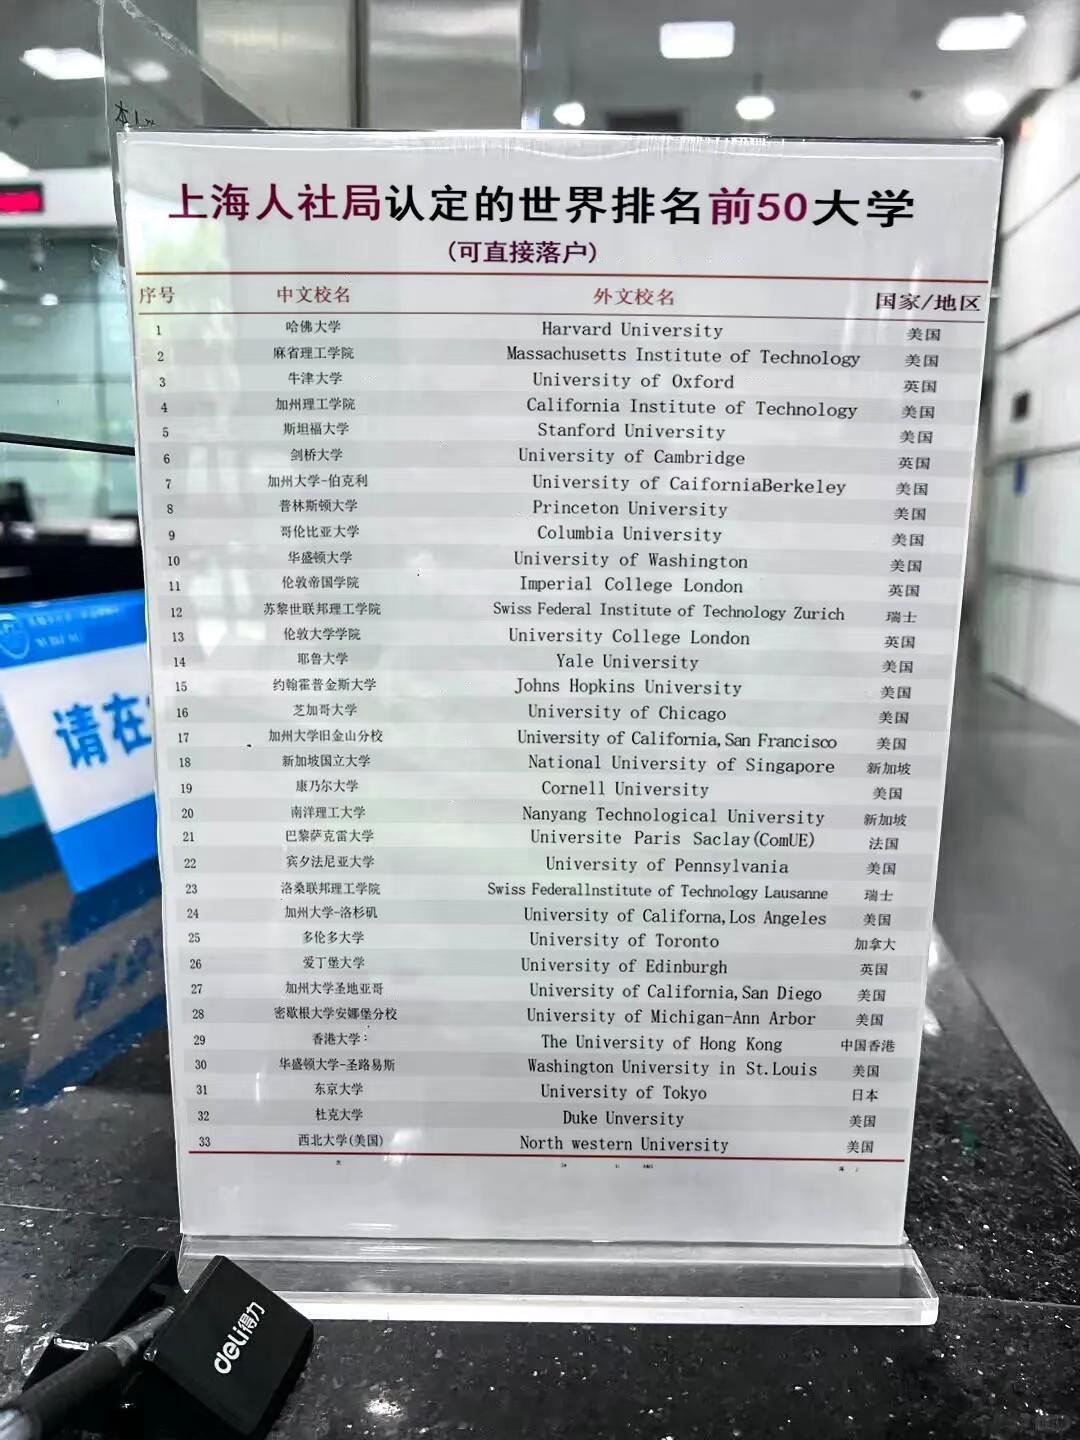 上海人社局认定的世界排名前50大学
(可直接落户)
序号 中文校名 外文校名 国家/地区
1 哈佛大学 Harvard University 美国
2 麻省理工学院 Massachusetts Institute of Technology 美国
3 牛津大学 University of Oxford 英国
4 加州理工学院 California Institute of Technology 美国
5 斯坦福大学 Stanford University 美国
6 剑桥大学 University of Cambridge 英国
7 加州大学-伯克利 University of CaiforniaBerkeley 美国
8 普林斯顿大学 Princeton University 美国
9 哥伦比亚大学 Columbia University 美国
10 华盛顿大学 University of Washington 美国
11 伦敦帝国学院 Imperial College London 英国
12 苏黎世联邦理工学院 Swiss Federal Institute of Technology Zurich 瑞士
13 伦敦大学学院 University College London 英国
14 耶鲁大学 Yale University 美国
15 约翰霍普金斯大学 Johns Hopkins University 美国
16 芝加哥大学 University of Chicago 美国
17 加州大学旧金山分校 University of California,San Francisco 美国
18 新加坡国立大学 National University of Singapore 新加坡
19 康乃尔大学 Cornell University 美国
20 南洋理工大学 Nanyang Technological University 新加坡
21 巴黎萨克雷大学 Universite Paris Saclay(ComUE) 法国
22 宾夕法尼亚大学 University of Pennsylvania 美国
23 洛桑联邦理工学院 Swiss Federallnstitute of Technology Lausanne 瑞士
24 加州大学-洛杉矶 University of Californa,Los Angeles 美国
25 多伦多大学 University of Toronto 加拿大
26 爱丁堡大学 University of Edinburgh 英国
27 加州大学圣地亚哥 University of California,San Diego 美国
28 密歇根大学安娜堡分校 University of Michigan-Ann Arbor 美国
29 香港大学: The University of Hong Kong 中国香港
30 华盛顿大学-圣路易斯 Washington University in St.Louis 美国
31 东京大学 University of Tokyo 日本
32 杜克大学 Duke Unversity 美国
33 西北大学(美国) North western University 美国
请在
deli得力